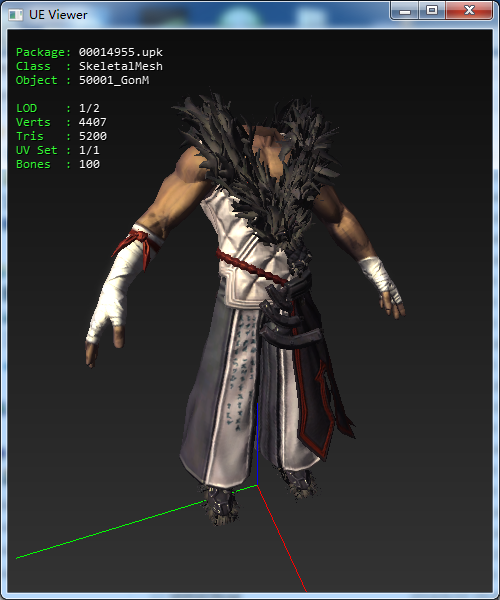 UE Viewer
Package: 00014955.upk
Class : SkeletalMesh
Object : 50001_GonM
LOD : 1/2
Verts : 4407
Tris : 5200
UV Set : 1/1
Bones : 100